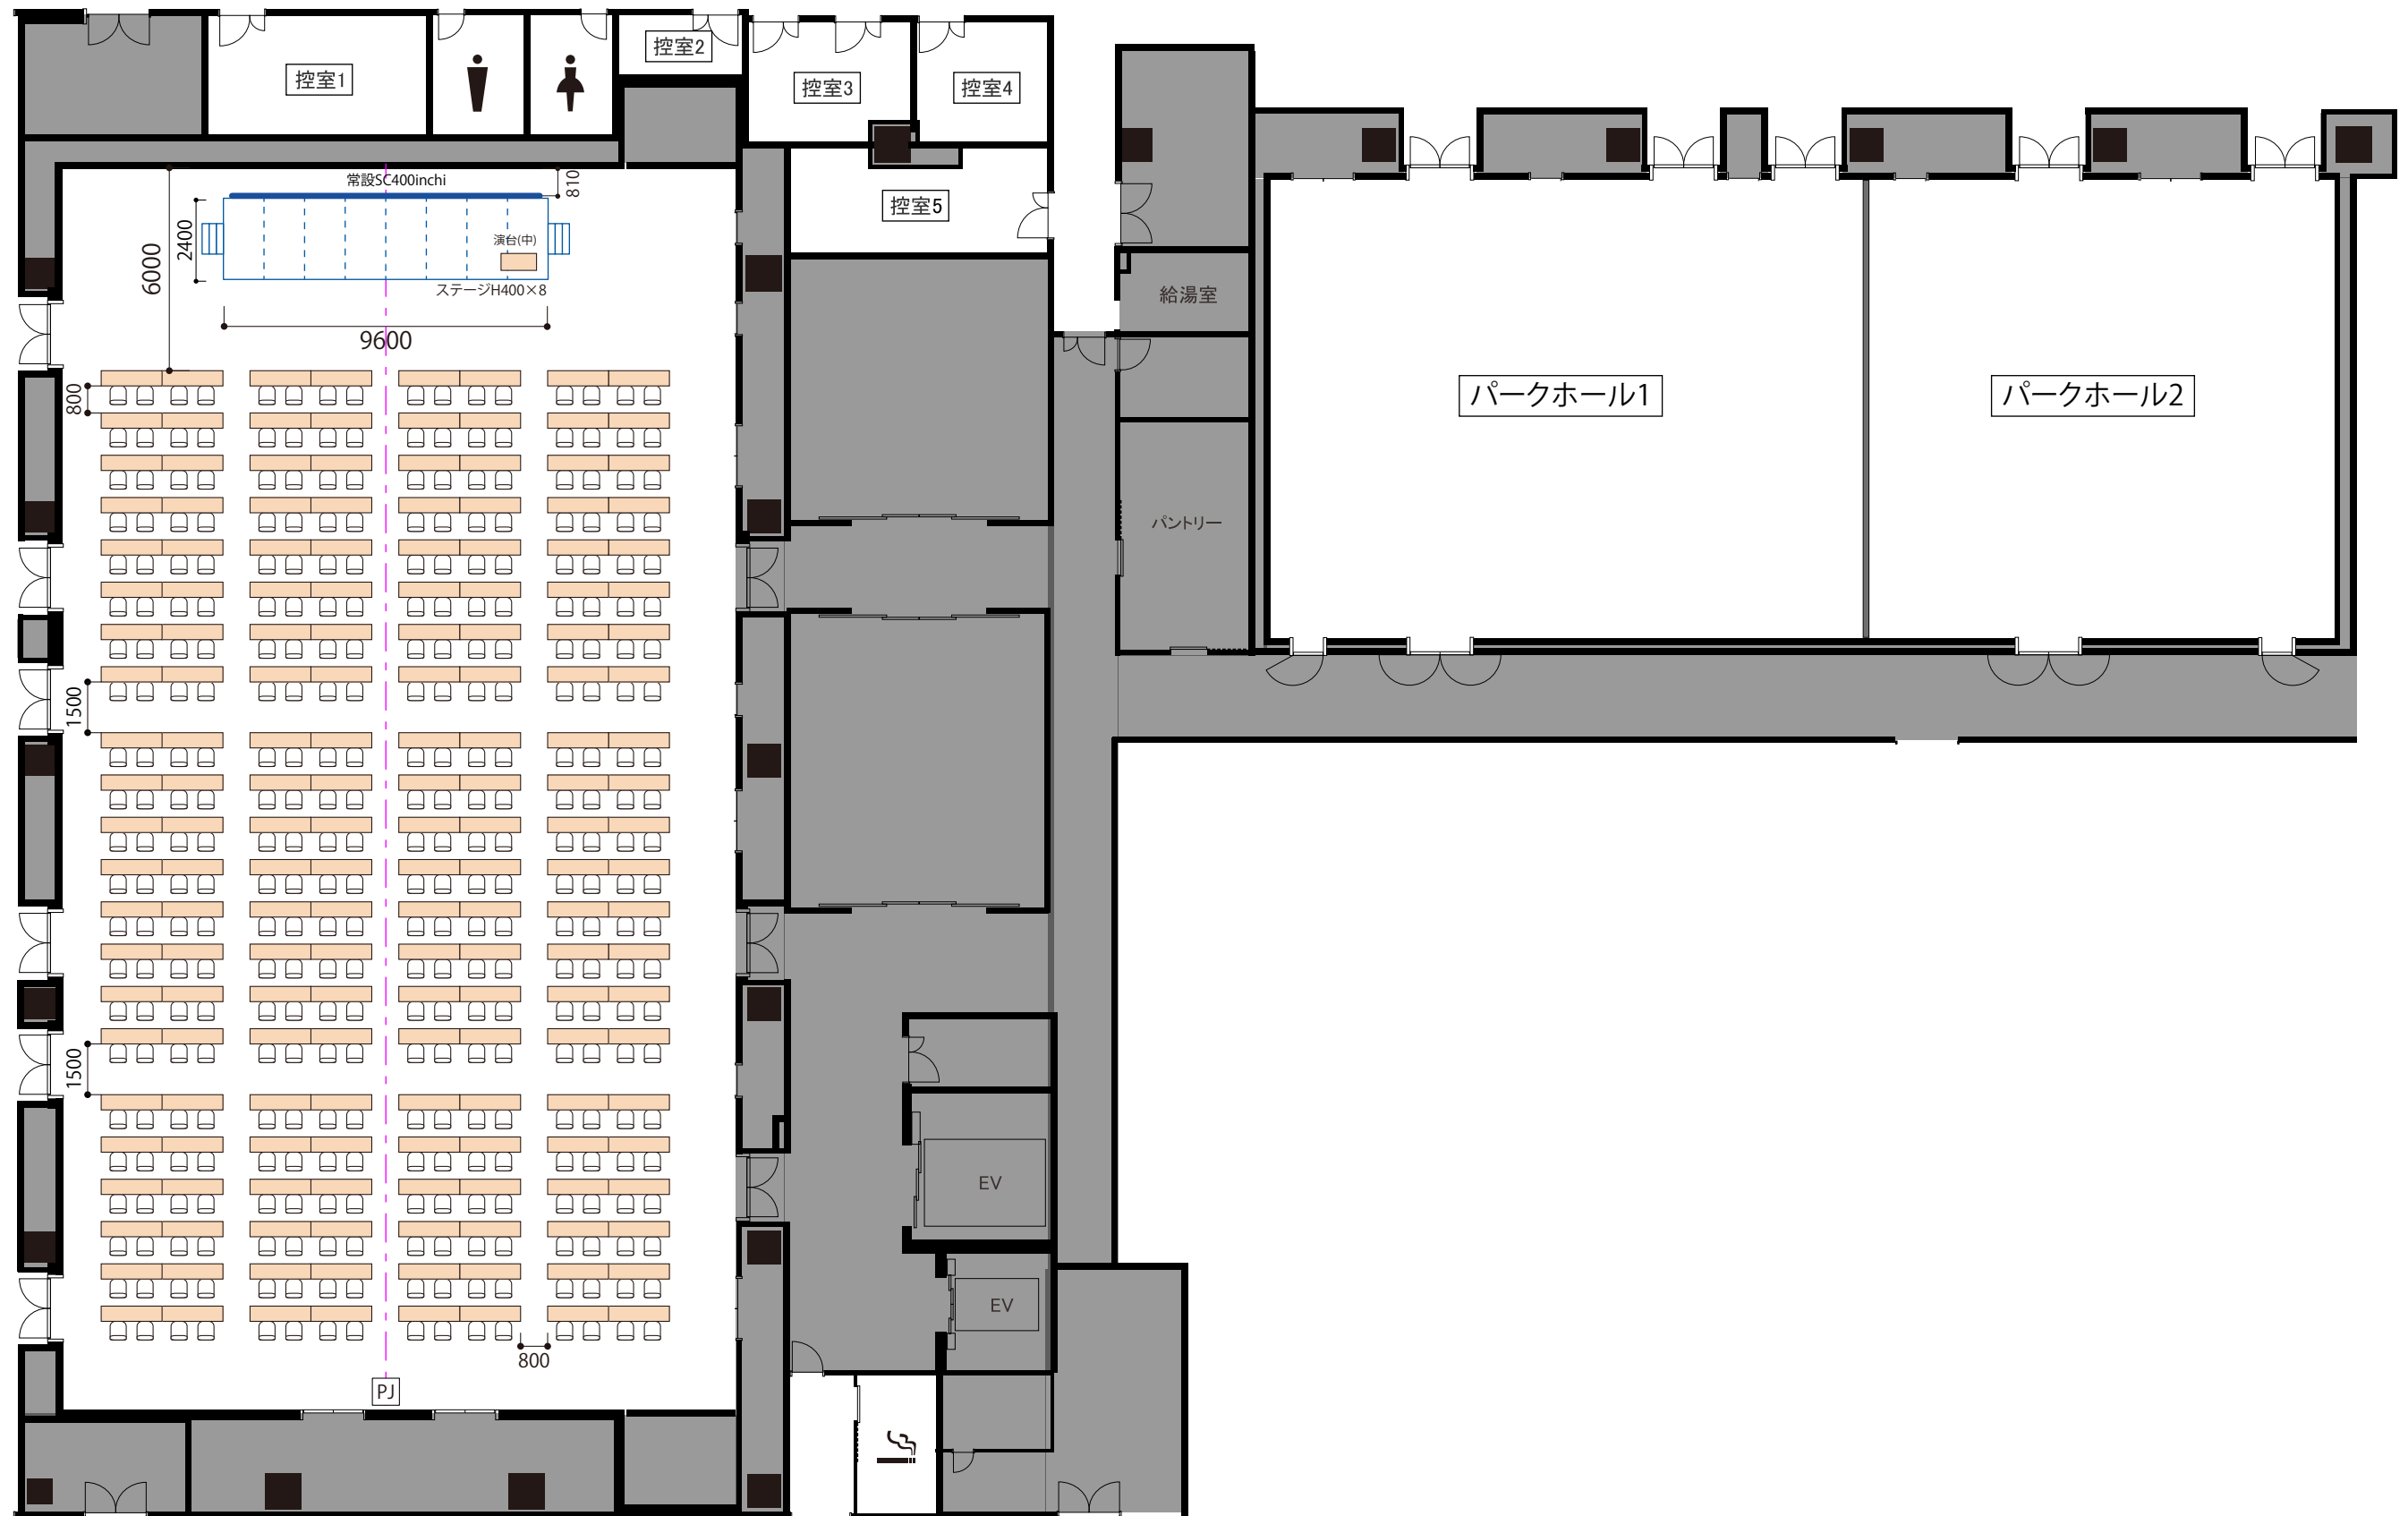 控室1
控室2
控室3
控室4
控室5
常設SC400inchi
810
2400
6000
演台(中)
ステージH400×8
9600
給湯室
800
パークホール1
パークホール2
パントリー
1500
1500
EV
EV
800
PJ